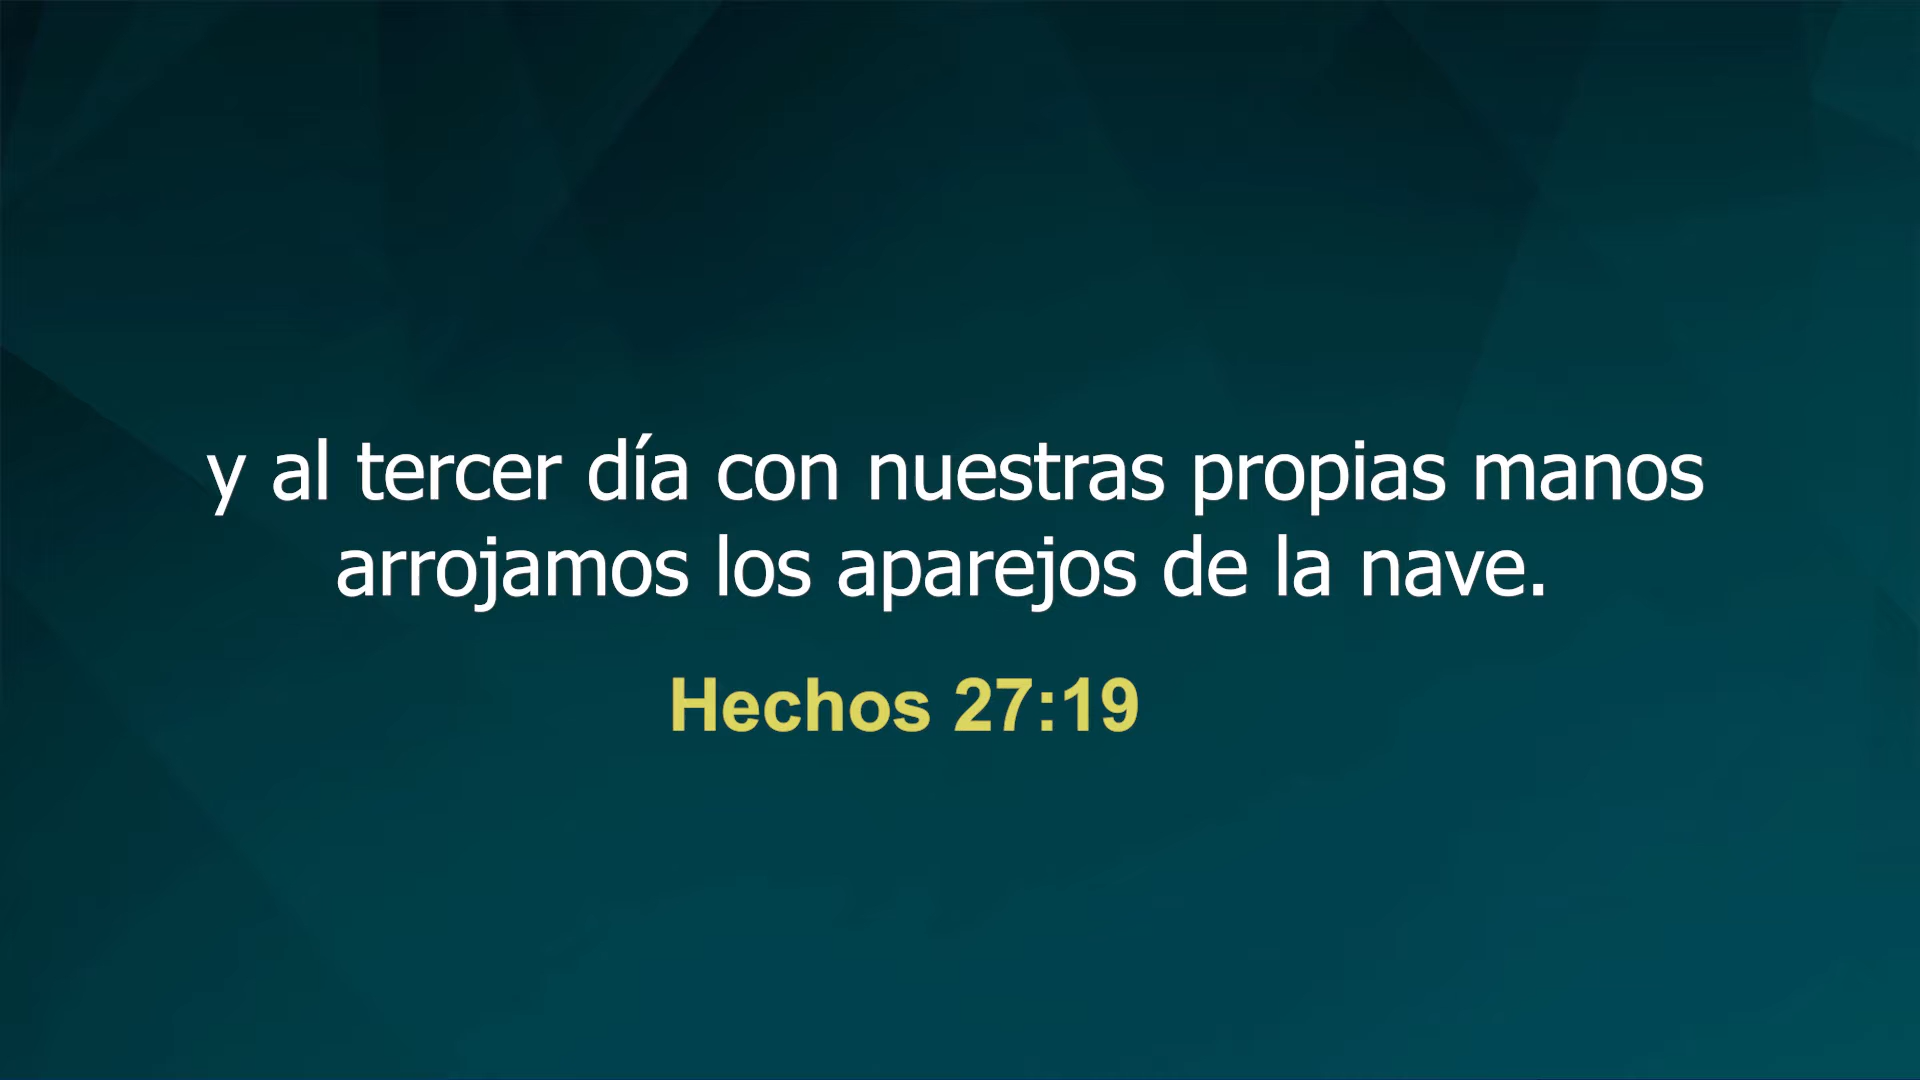 y al tercer día con nuestras propias manos
arrojamos los aparejos de la nave.
Hechos 27:19